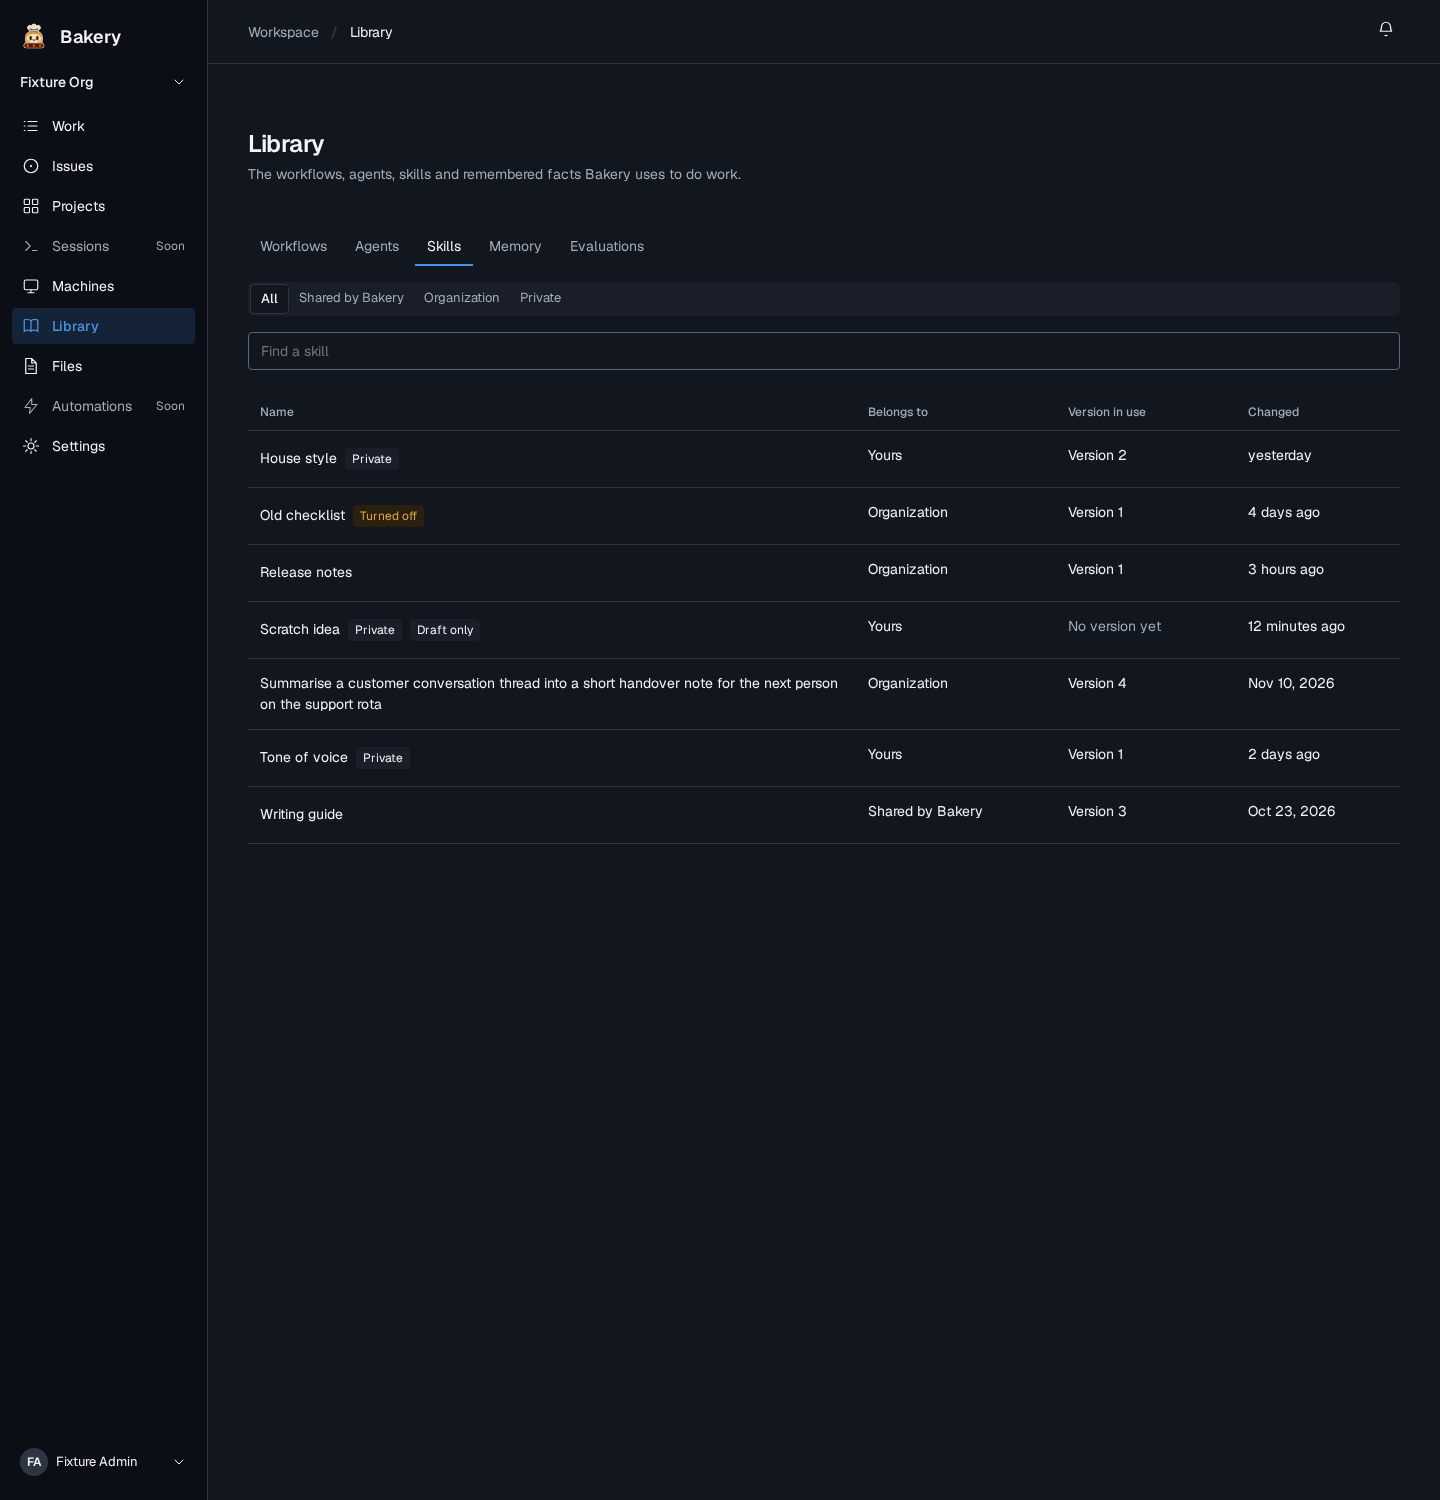 Bakery
Fixture Org
Work
Issues
Projects
Sessions Soon
Machines
Library
Files
Automations Soon
Settings
FA Fixture Admin
Workspace / Library
Library
The workflows, agents, skills and remembered facts Bakery uses to do work.
Workflows Agents Skills Memory Evaluations
All Shared by Bakery Organization Private
Find a skill
Name Belongs to Version in use Changed
House style Private Yours Version 2 yesterday
Old checklist Turned off Organization Version 1 4 days ago
Release notes Organization Version 1 3 hours ago
Scratch idea Private Draft only Yours No version yet 12 minutes ago
Summarise a customer conversation thread into a short handover note for the next person Organization Version 4 Nov 10, 2026
on the support rota
Tone of voice Private Yours Version 1 2 days ago
Writing guide Shared by Bakery Version 3 Oct 23, 2026